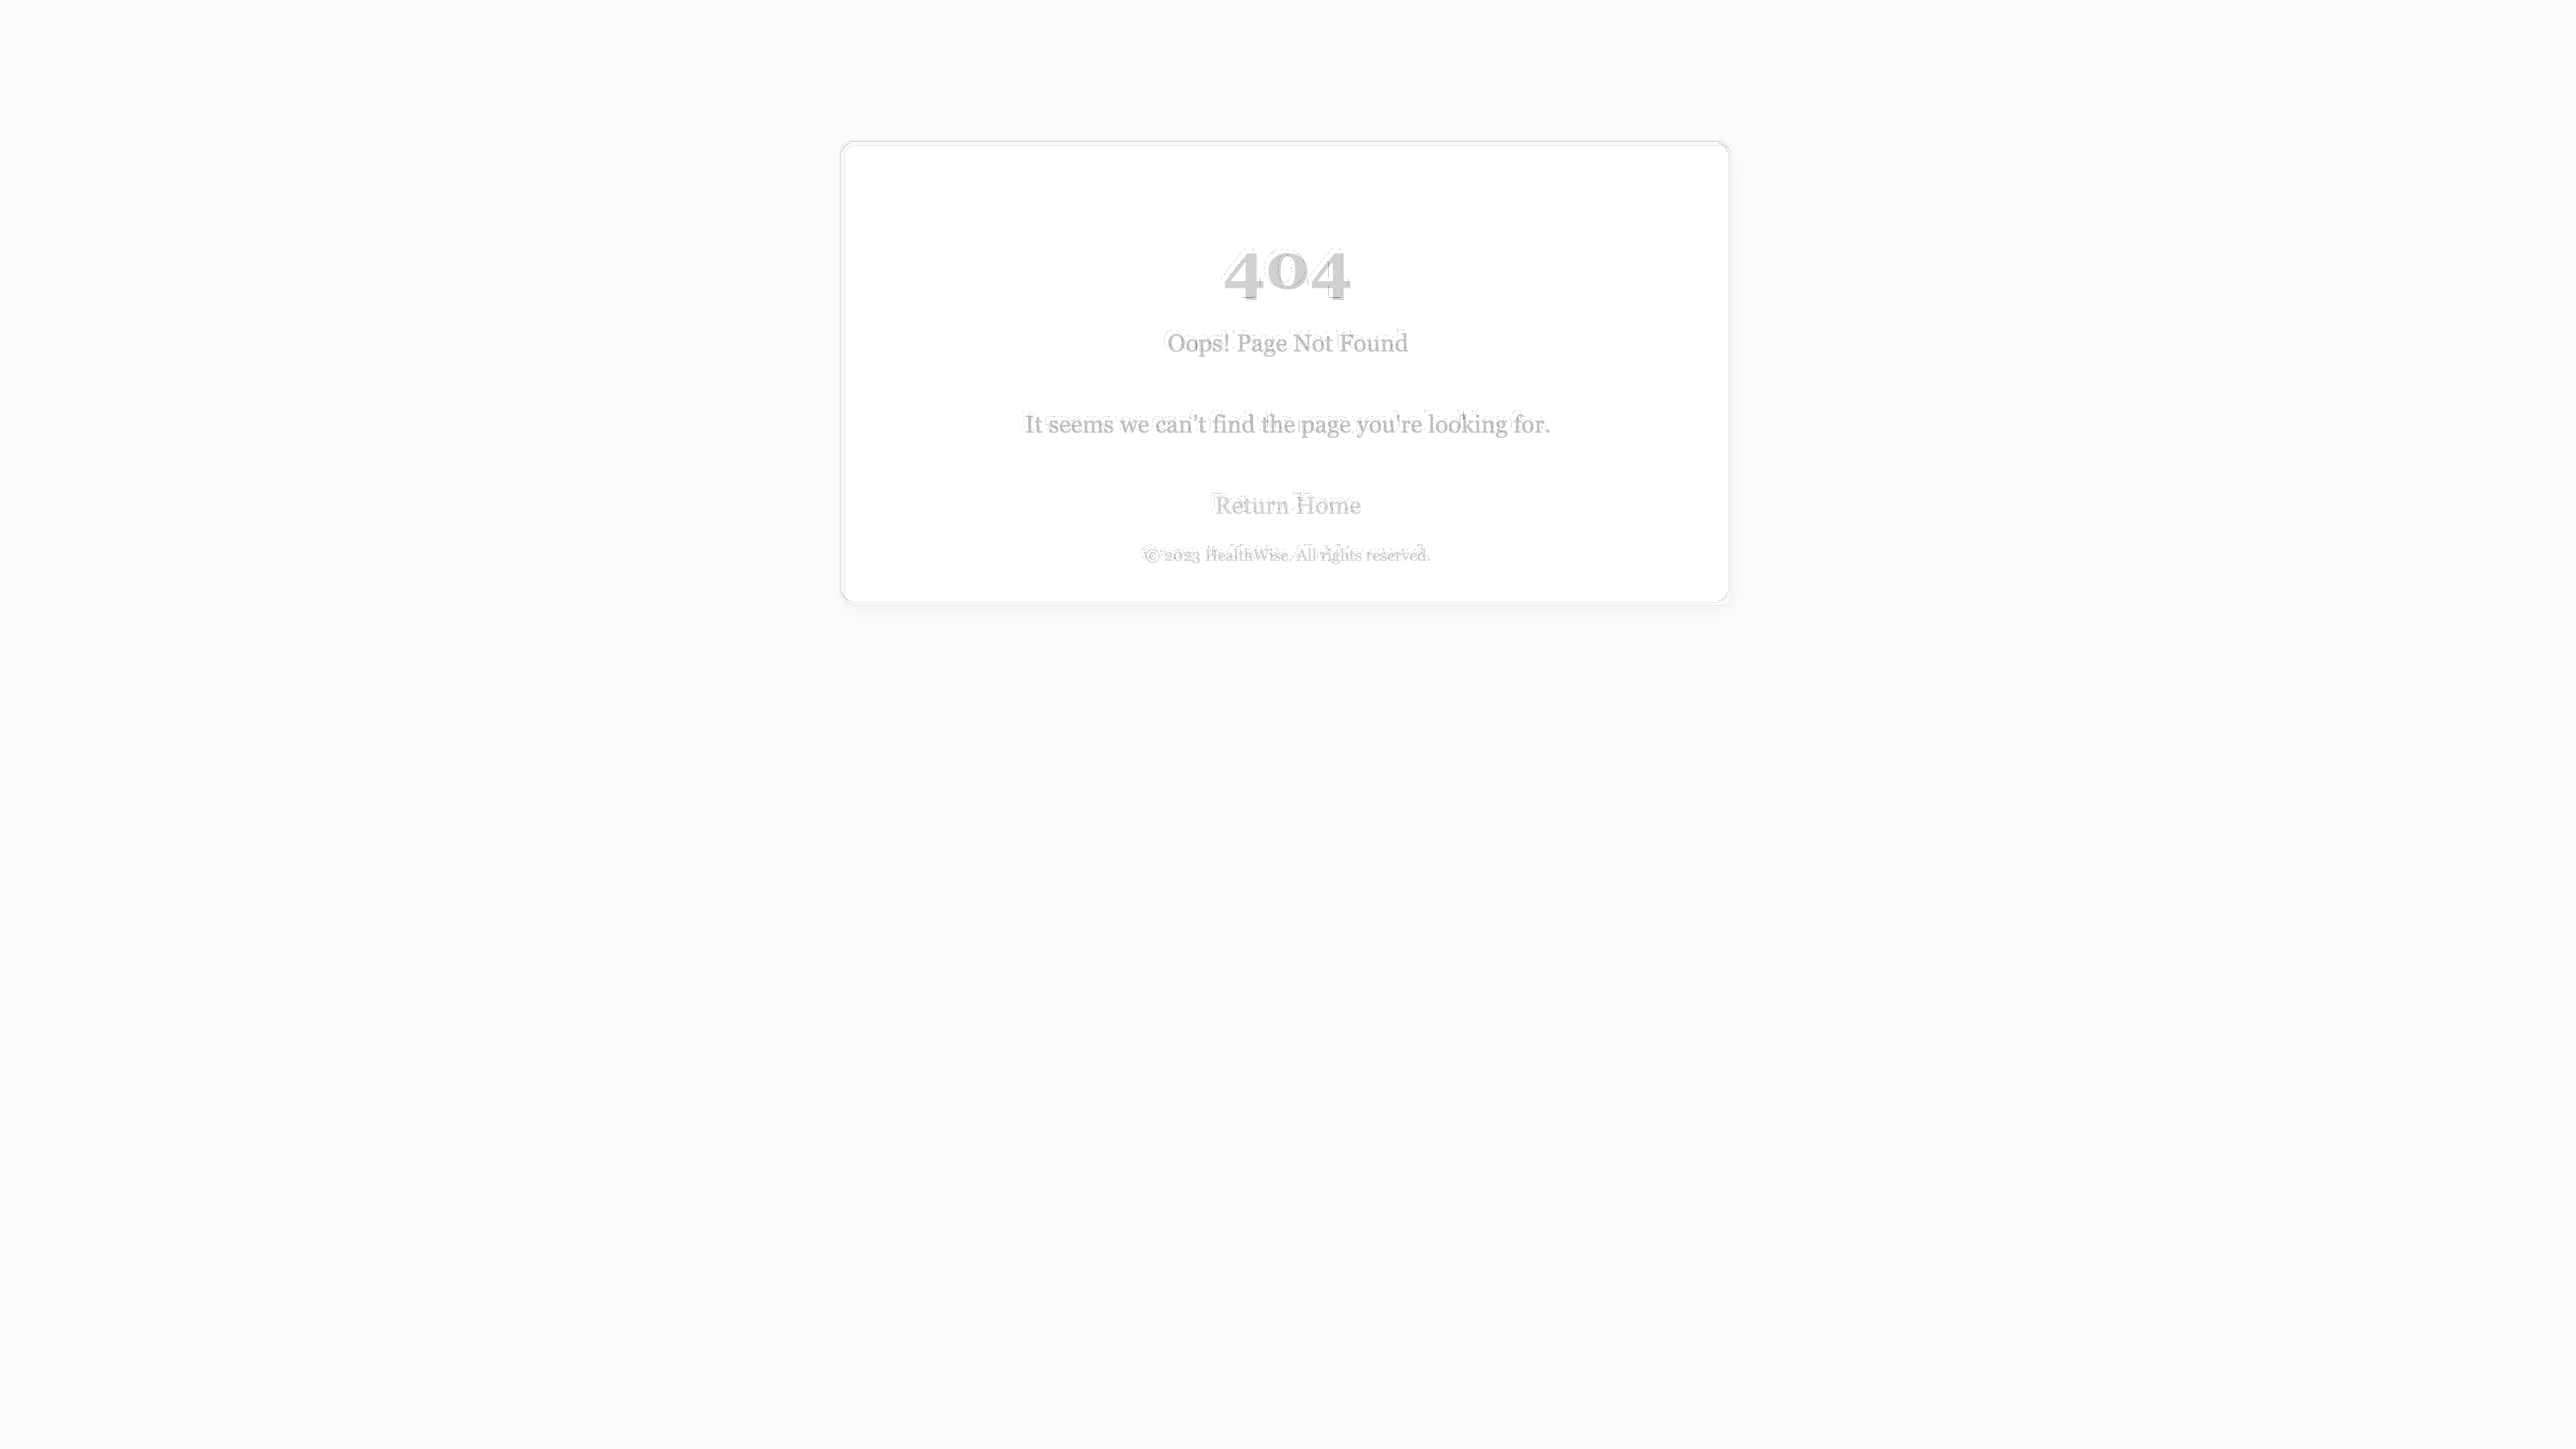 404
Oops! Page Not Found
It seems we can’t find the page you're looking for.
Return Home
© 2023 HealthWise. All rights reserved.